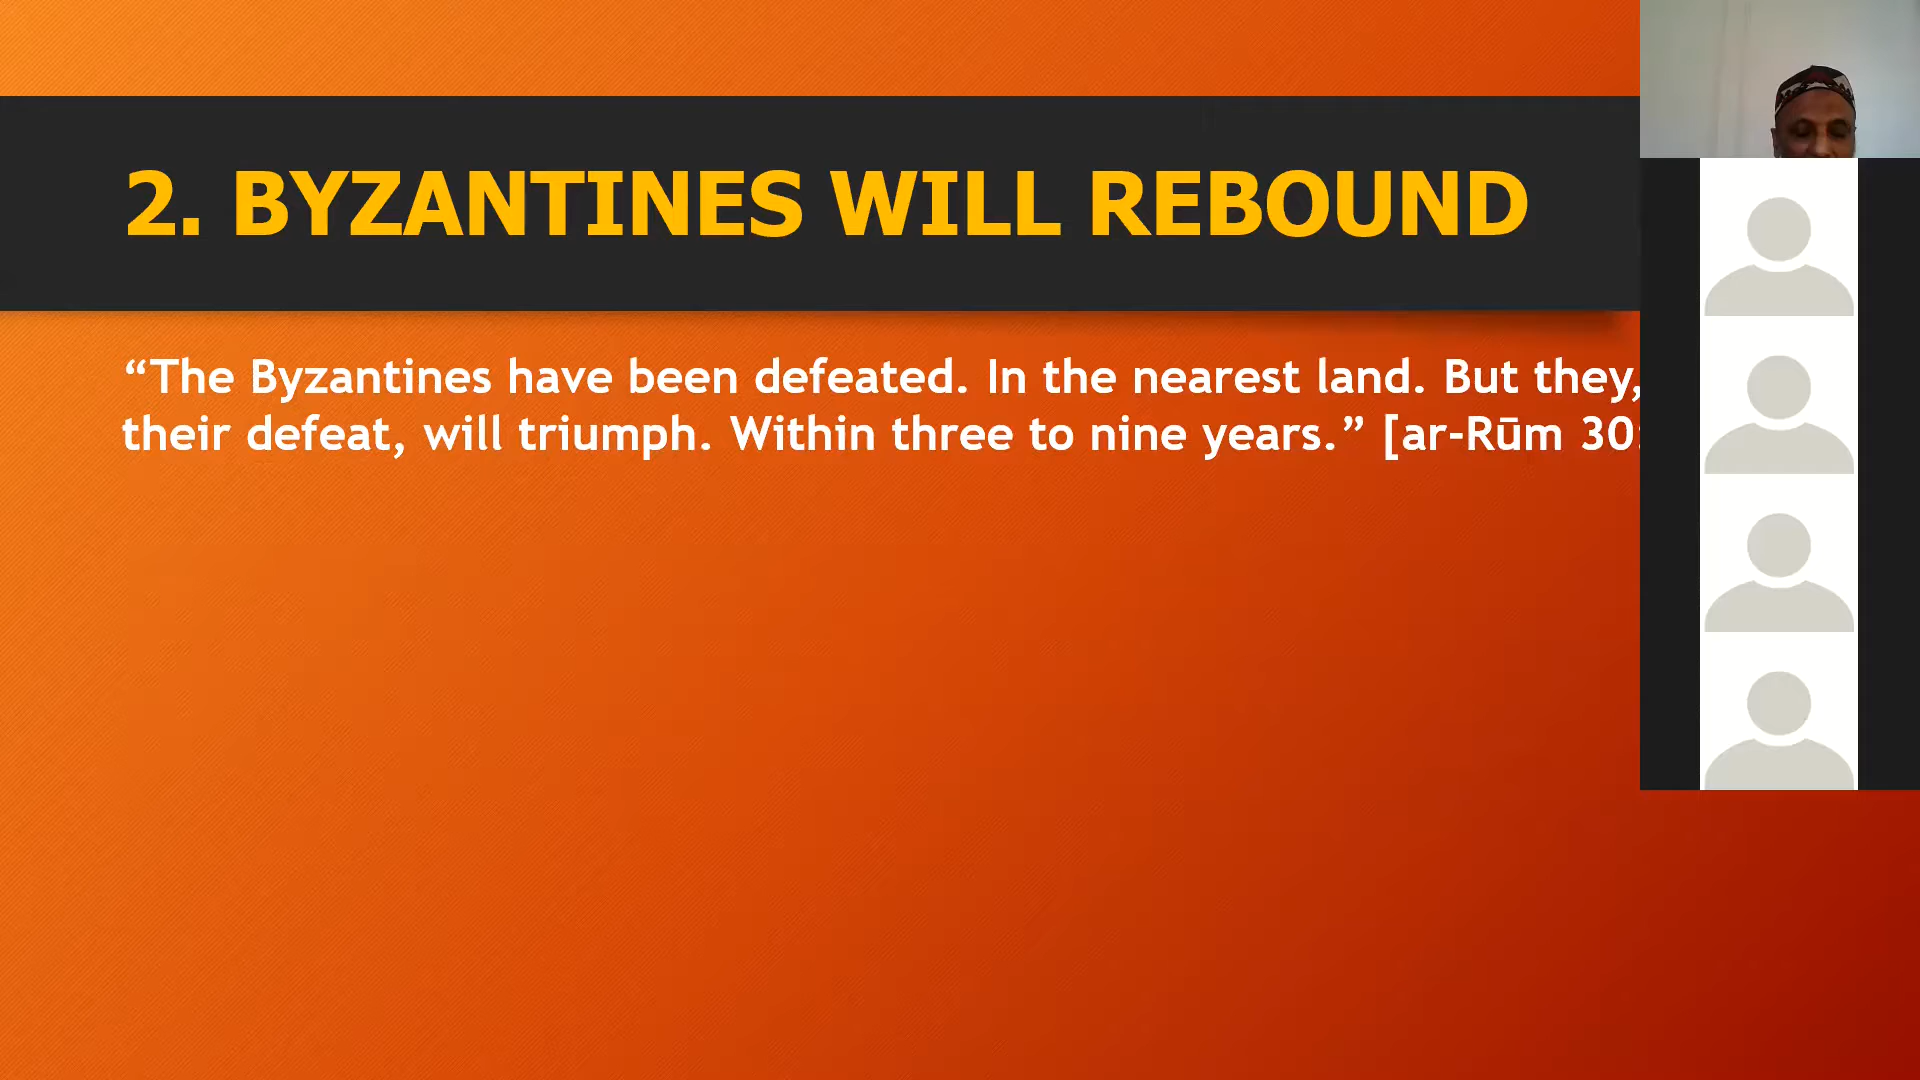 2. BYZANTINES WILL REBOUND
“The Byzantines have been defeated. In the nearest land. But they,
their defeat, will triumph. Within three to nine years.” [ar-Rūm 30: